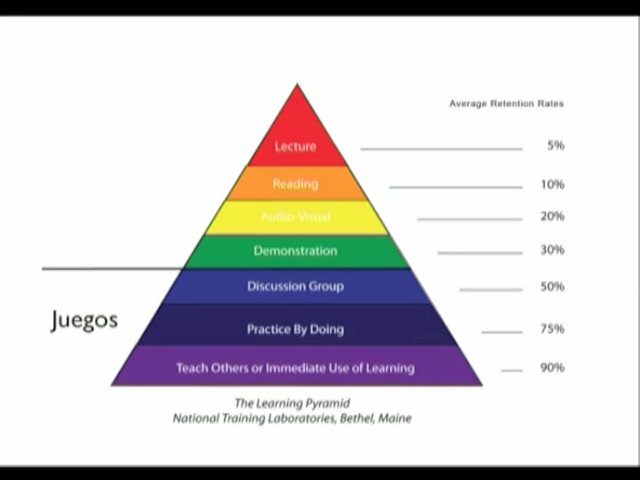 Average Retention Rates
Lecture 5%
Reading 10%
Audio-Visual 20%
Demonstration 30%
Discussion Group 50%
Juegos
Practice By Doing 75%
Teach Others or Immediate Use of Learning 90%
The Learning Pyramid
National Training Laboratories, Bethel, Maine